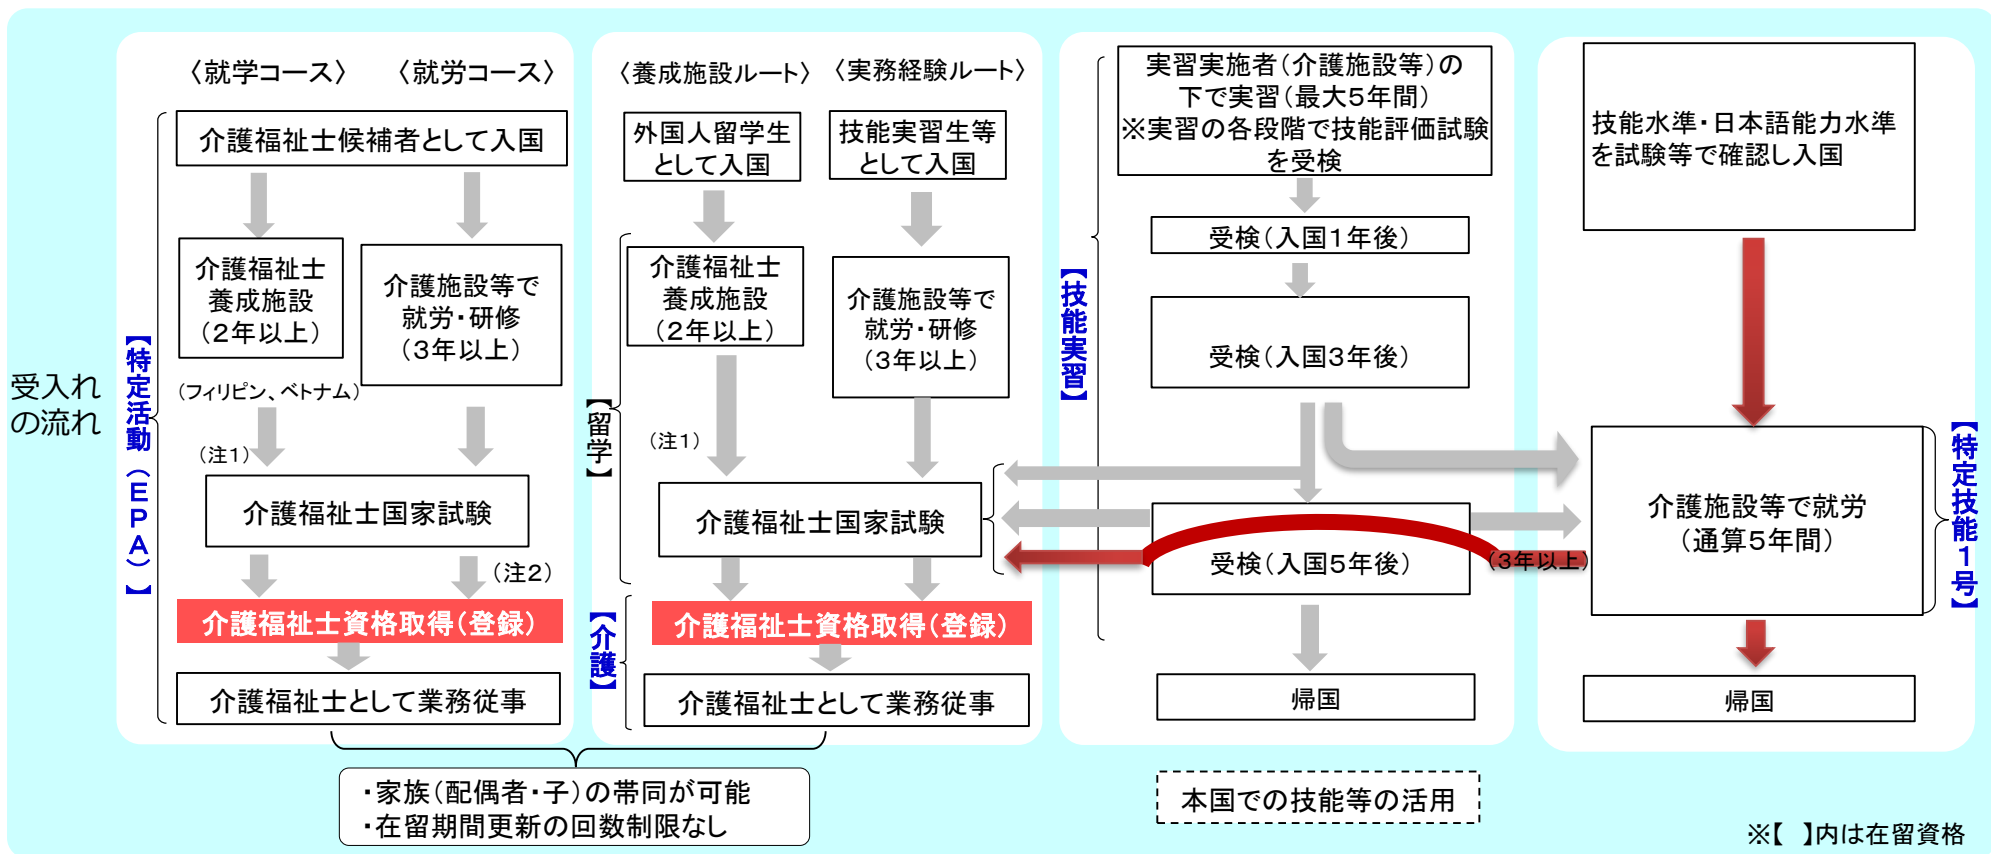 受入れ
の流れ
〈就学コース〉
〈就労コース〉
介護福祉士候補者として入国
介護福祉士
養成施設
（２年以上）
介護施設等で
就労・研修
（３年以上）
（フィリピン、ベトナム）
（注１）
介護福祉士国家試験
（注２）
介護福祉士資格取得（登録）
介護福祉士として業務従事
【特定活動（ＥＰＡ）】
〈養成施設ルート〉
〈実務経験ルート〉
外国人留学生
として入国
技能実習生等
として入国
介護福祉士
養成施設
（２年以上）
介護施設等で
就労・研修
（３年以上）
【留学】
（注１）
介護福祉士国家試験
介護福祉士資格取得（登録）
【介護】
介護福祉士として業務従事
・家族（配偶者・子）の帯同が可能
・在留期間更新の回数制限なし
実習実施者（介護施設等）の
下で実習（最大５年間）
※実習の各段階で技能評価試験
を受検
受検（入国１年後）
【技能実習】
受検（入国３年後）
受検（入国５年後）
帰国
本国での技能等の活用
技能水準・日本語能力水準
を試験等で確認し入国
介護施設等で就労
（通算５年間）
（３年以上）
【特定技能１号】
帰国
※【　】内は在留資格